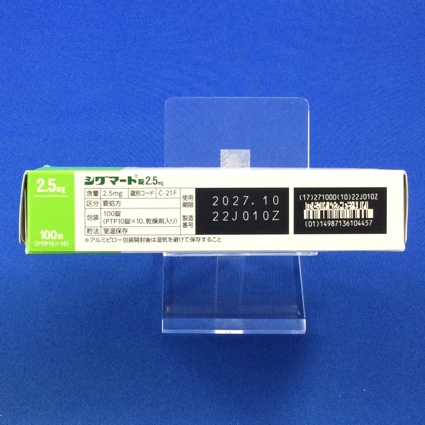 2.5mg
100錠
(PTP10×10)
シグマート®錠2.5mg
含量 2.5mg 識別コード C-21F
区分 要処方
包装 100錠
(PTP10錠×10、乾燥剤入り)
貯法 室温保存
※アルミピロー包装開封後は湿気を避けて保存すること
使用期限 2027.10
製造番号 22J010Z
(17)271000(10)22J010Z
(01)14987136104457